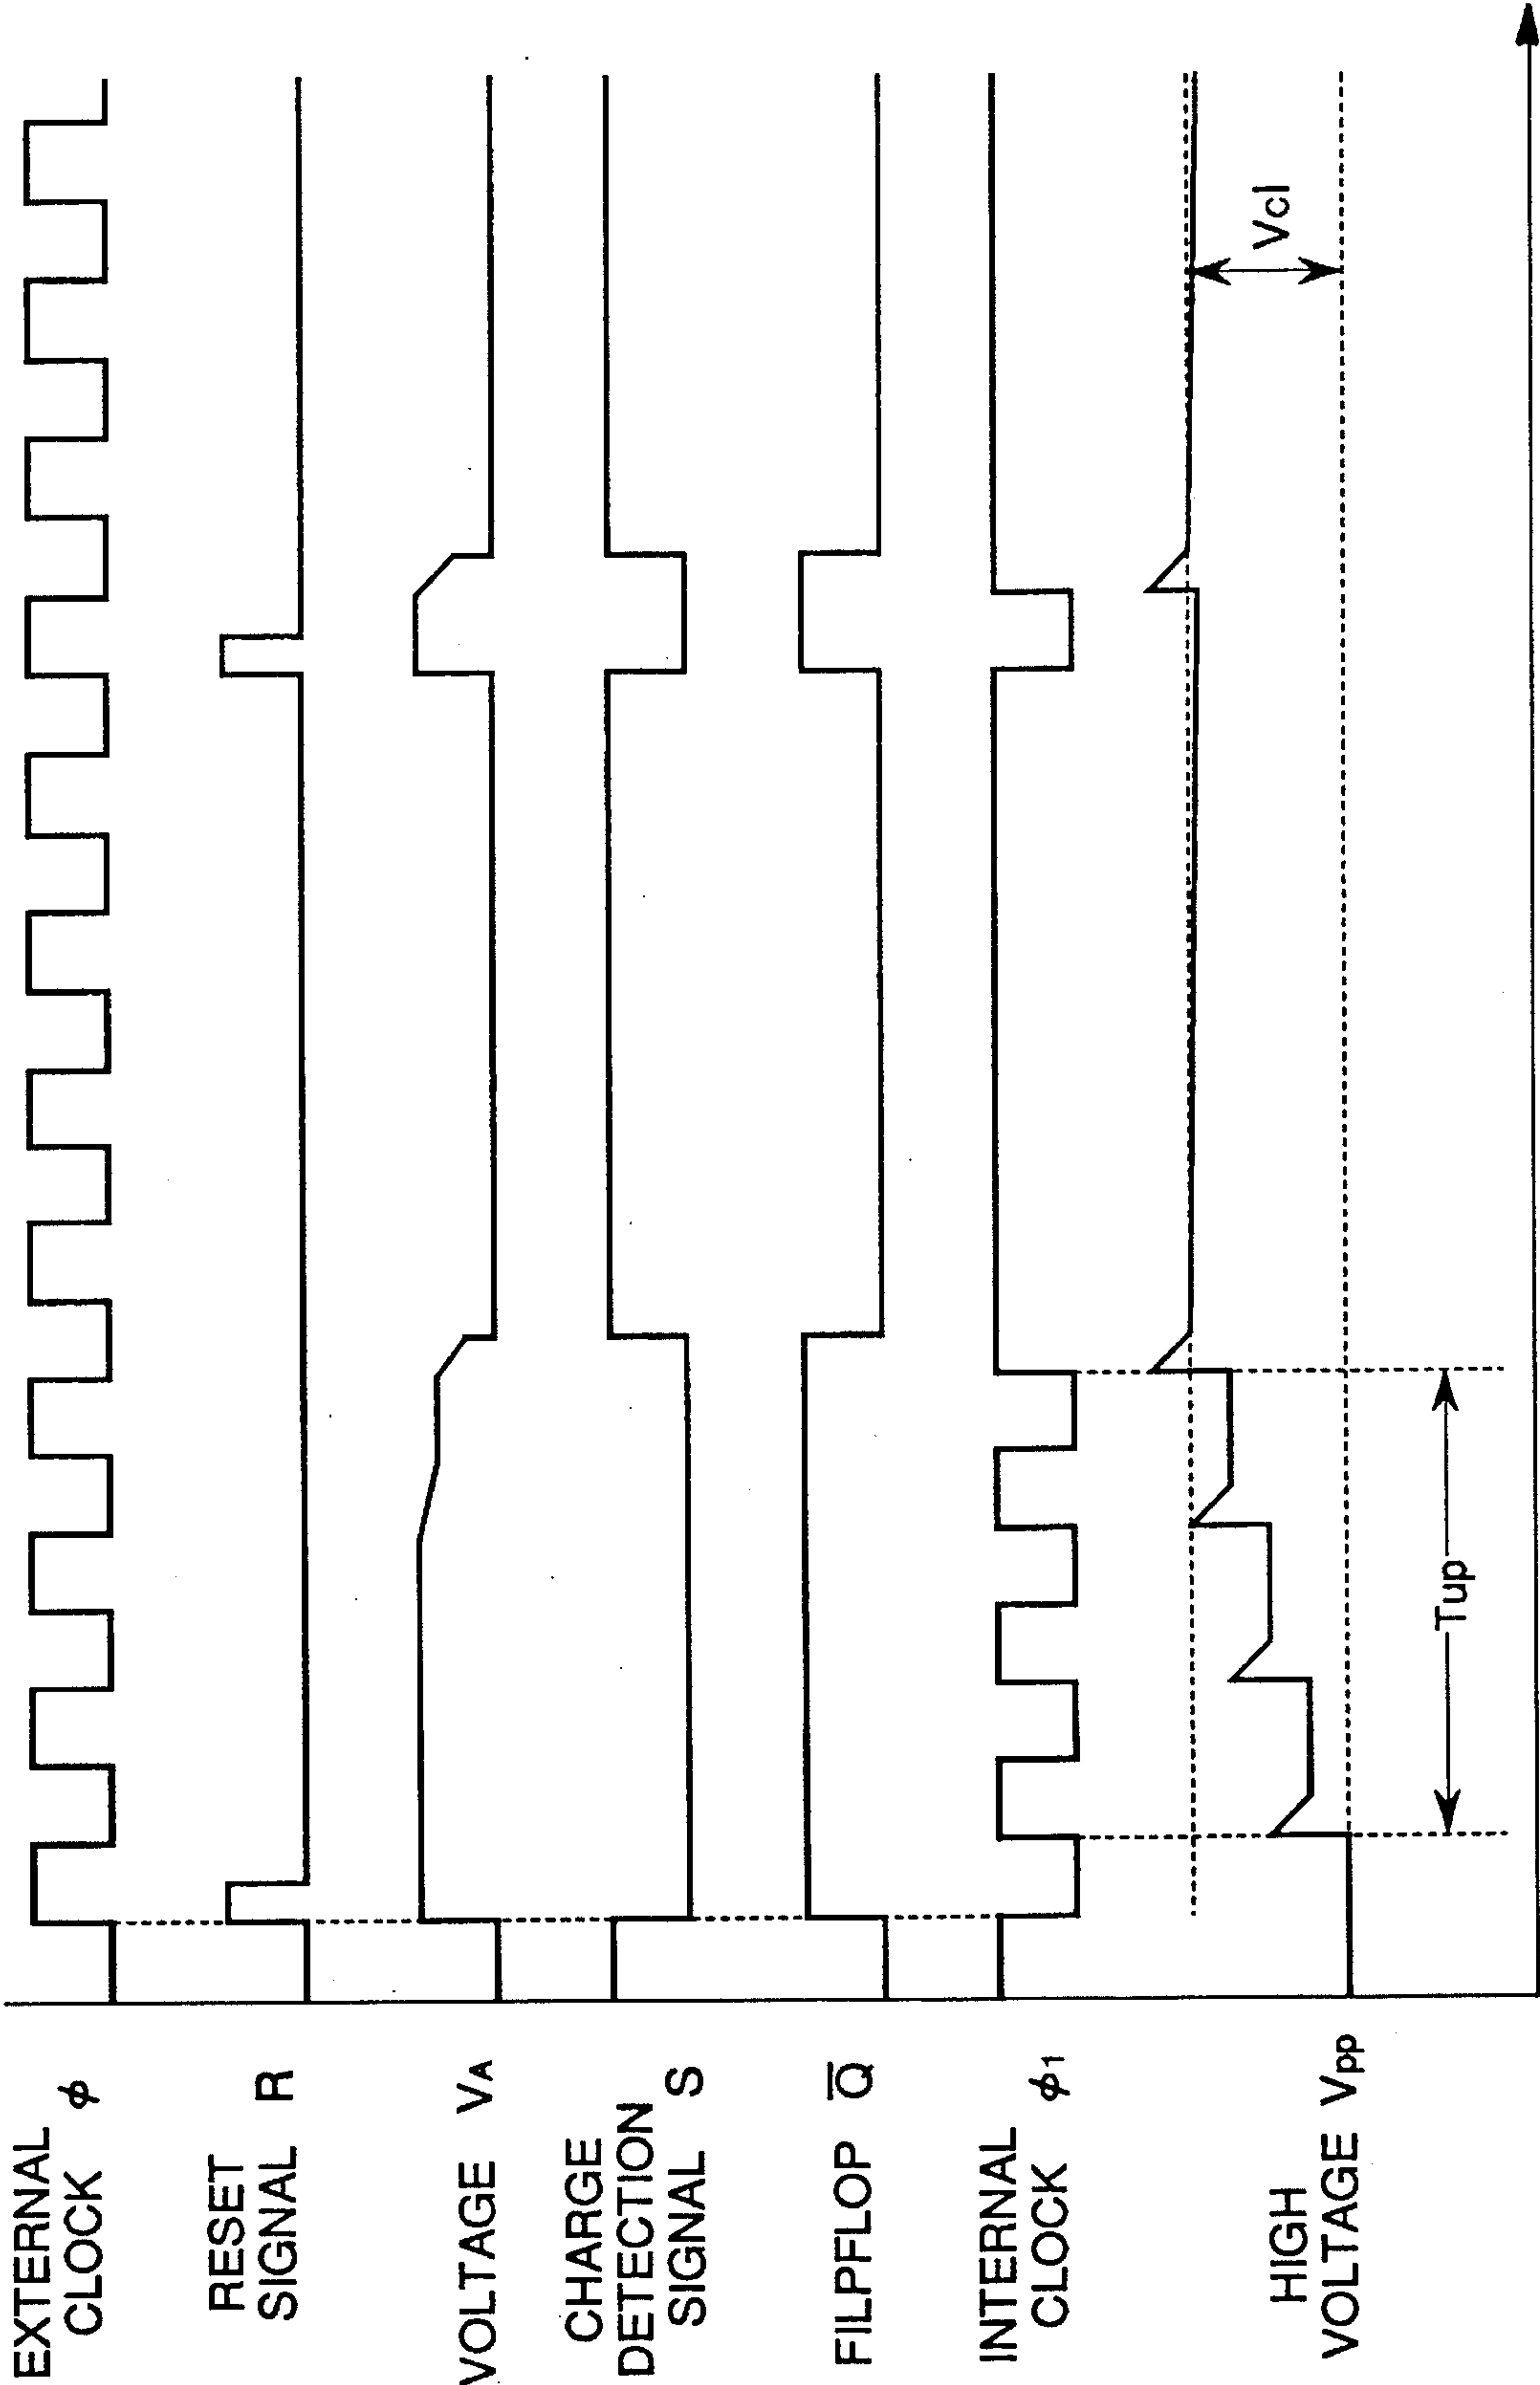 EXTERNAL
CLOCK ϕ
RESET
SIGNAL R
VOLTAGE VA
CHARGE
DETECTION
SIGNAL S
FILPFLOP Q̅
INTERNAL
CLOCK ϕ1
HIGH
VOLTAGE Vpp
Vcl
Tup